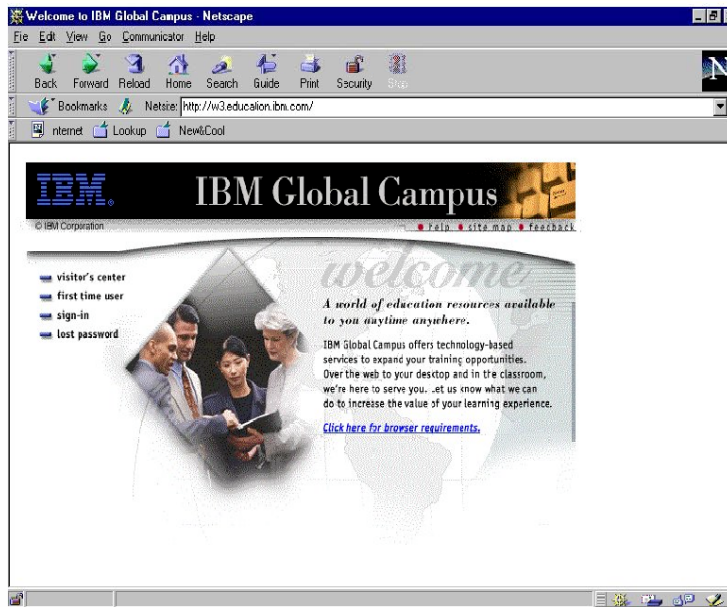 Welcome to IBM Global Campus - Netscape
File Edit View Go Communicator Help
Back Forward Reload Home Search Guide Print Security Stop
Bookmarks Netsite: http://w3.education.ibm.com/
Internet Lookup New&Cool
IBM® IBM Global Campus
© IBM Corporation help site map feedback
visitor's center
first time user
sign-in
lost password
welcome
A world of education resources available
to you anytime anywhere.
IBM Global Campus offers technology-based
services to expand your training opportunities.
Over the web to your desktop and in the classroom,
we're here to serve you. Let us know what we can
do to increase the value of your learning experience.
Click here for browser requirements.